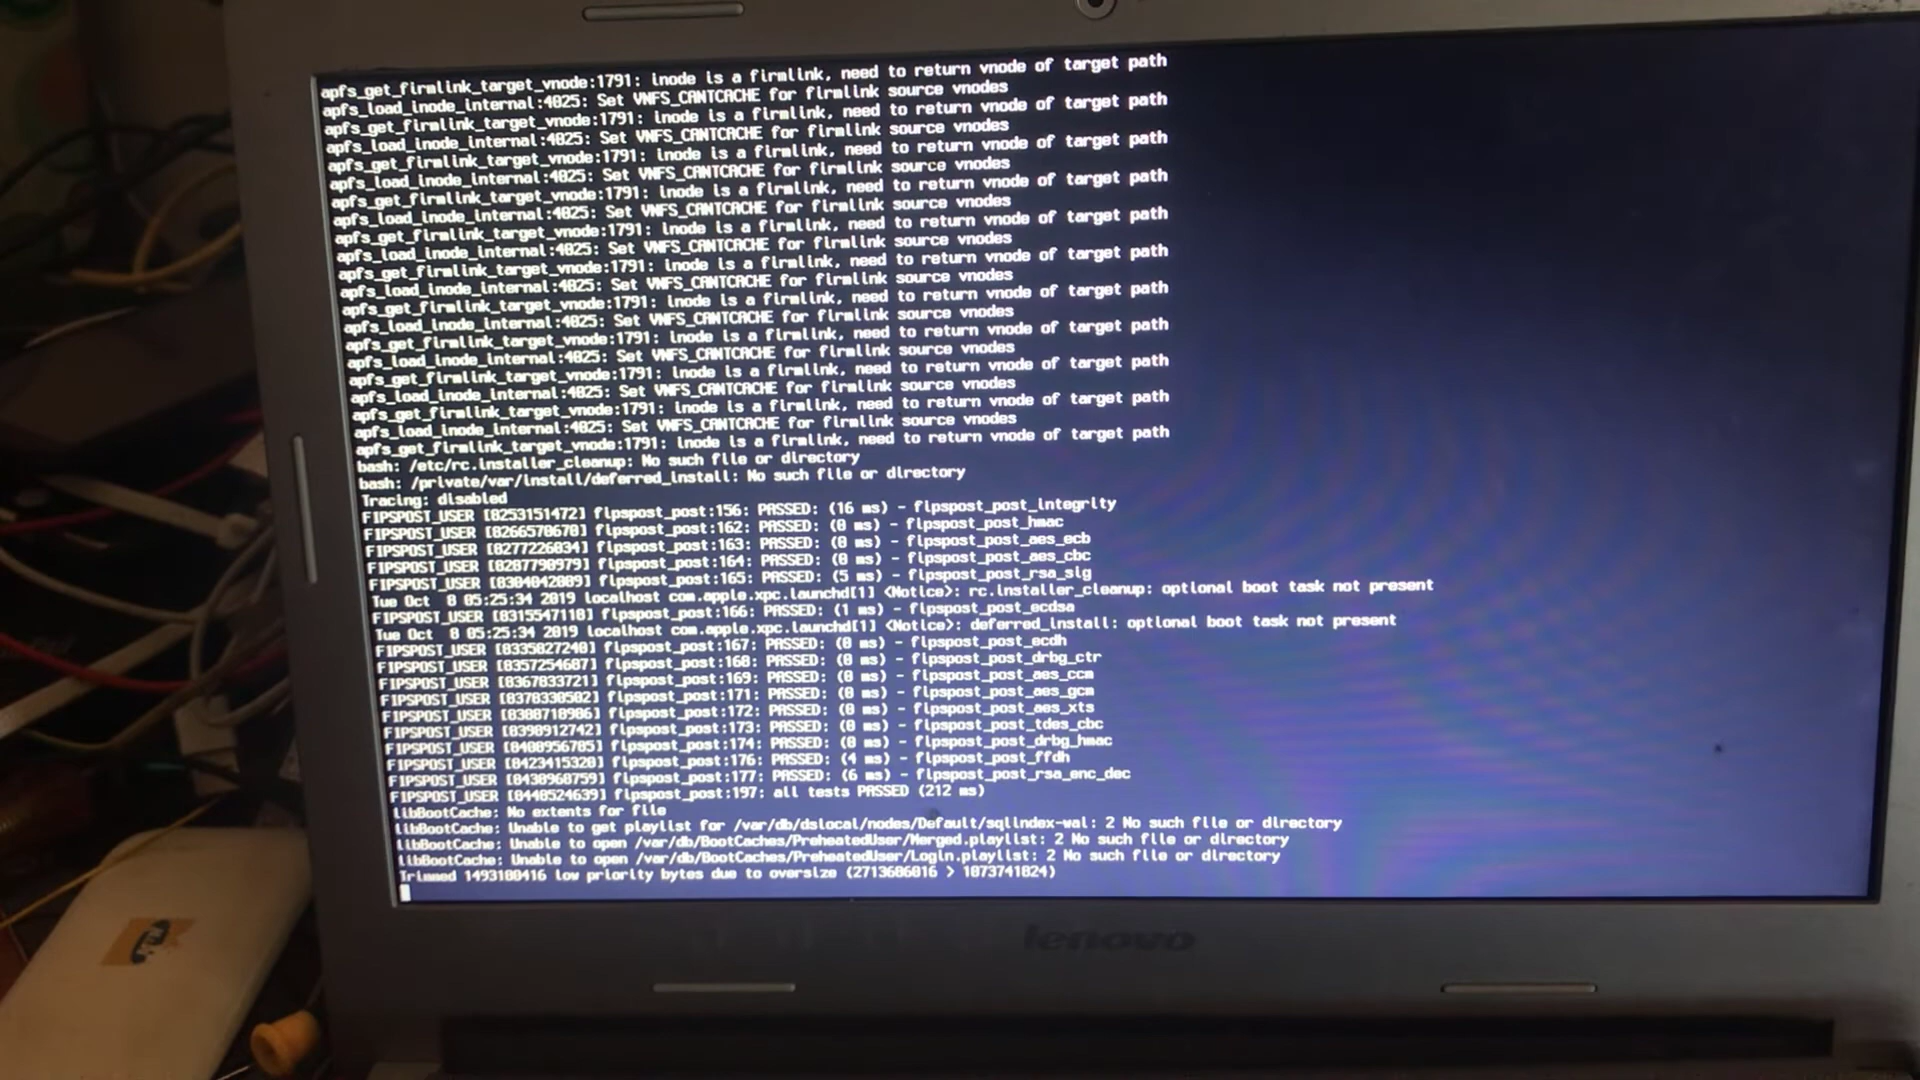 apfs_get_firmlink_target_vnode:1791: inode is a firmlink, need to return vnode of target path
apfs_load_inode_internal:4025: Set VNFS_CANTCACHE for firmlink source vnodes
apfs_get_firmlink_target_vnode:1791: inode is a firmlink, need to return vnode of target path
apfs_load_inode_internal:4025: Set VNFS_CANTCACHE for firmlink source vnodes
apfs_get_firmlink_target_vnode:1791: inode is a firmlink, need to return vnode of target path
apfs_load_inode_internal:4025: Set VNFS_CANTCACHE for firmlink source vnodes
apfs_get_firmlink_target_vnode:1791: inode is a firmlink, need to return vnode of target path
apfs_load_inode_internal:4025: Set VNFS_CANTCACHE for firmlink source vnodes
apfs_get_firmlink_target_vnode:1791: inode is a firmlink, need to return vnode of target path
apfs_load_inode_internal:4025: Set VNFS_CANTCACHE for firmlink source vnodes
apfs_get_firmlink_target_vnode:1791: inode is a firmlink, need to return vnode of target path
apfs_load_inode_internal:4025: Set VNFS_CANTCACHE for firmlink source vnodes
apfs_get_firmlink_target_vnode:1791: inode is a firmlink, need to return vnode of target path
apfs_load_inode_internal:4025: Set VNFS_CANTCACHE for firmlink source vnodes
apfs_get_firmlink_target_vnode:1791: inode is a firmlink, need to return vnode of target path
apfs_load_inode_internal:4025: Set VNFS_CANTCACHE for firmlink source vnodes
apfs_get_firmlink_target_vnode:1791: inode is a firmlink, need to return vnode of target path
apfs_load_inode_internal:4025: Set VNFS_CANTCACHE for firmlink source vnodes
apfs_get_firmlink_target_vnode:1791: inode is a firmlink, need to return vnode of target path
apfs_load_inode_internal:4025: Set VNFS_CANTCACHE for firmlink source vnodes
apfs_get_firmlink_target_vnode:1791: inode is a firmlink, need to return vnode of target path
bash: /etc/rc.installer_cleanup: No such file or directory
bash: /private/var/install/deferred_install: No such file or directory
Tracing: disabled
FIPSPOST_USER [8253151472] fipspost_post:156: PASSED: (16 ms) - fipspost_post_integrity
FIPSPOST_USER [8266570670] fipspost_post:162: PASSED: (0 ms) - fipspost_post_hmac
FIPSPOST_USER [8277226034] fipspost_post:163: PASSED: (0 ms) - fipspost_post_aes_ecb
FIPSPOST_USER [8287790979] fipspost_post:164: PASSED: (0 ms) - fipspost_post_aes_cbc
FIPSPOST_USER [8304042089] fipspost_post:165: PASSED: (5 ms) - fipspost_post_rsa_sig
Tue Oct  8 05:25:34 2019 localhost com.apple.xpc.launchd[1] <Notice>: rc.installer_cleanup: optional boot task not present
FIPSPOST_USER [8315547110] fipspost_post:166: PASSED: (1 ms) - fipspost_post_ecdsa
Tue Oct  8 05:25:34 2019 localhost com.apple.xpc.launchd[1] <Notice>: deferred_install: optional boot task not present
FIPSPOST_USER [8335027240] fipspost_post:167: PASSED: (0 ms) - fipspost_post_ecdh
FIPSPOST_USER [8357254687] fipspost_post:168: PASSED: (0 ms) - fipspost_post_drbg_ctr
FIPSPOST_USER [8367833721] fipspost_post:169: PASSED: (0 ms) - fipspost_post_aes_ccm
FIPSPOST_USER [8378330502] fipspost_post:171: PASSED: (0 ms) - fipspost_post_aes_gcm
FIPSPOST_USER [8388718986] fipspost_post:172: PASSED: (0 ms) - fipspost_post_aes_xts
FIPSPOST_USER [8398912742] fipspost_post:173: PASSED: (0 ms) - fipspost_post_tdes_cbc
FIPSPOST_USER [8408956785] fipspost_post:174: PASSED: (0 ms) - fipspost_post_drbg_hmac
FIPSPOST_USER [8423415320] fipspost_post:176: PASSED: (4 ms) - fipspost_post_ffdh
FIPSPOST_USER [8438968759] fipspost_post:177: PASSED: (6 ms) - fipspost_post_rsa_enc_dec
FIPSPOST_USER [8448524639] fipspost_post:197: all tests PASSED (212 ms)
libBootCache: No extents for file
libBootCache: Unable to get playlist for /var/db/dslocal/nodes/Default/sqlindex-wal: 2 No such file or directory
libBootCache: Unable to open /var/db/BootCaches/PreheatedUser/Merged.playlist: 2 No such file or directory
libBootCache: Unable to open /var/db/BootCaches/PreheatedUser/Login.playlist: 2 No such file or directory
Trimmed 1493180416 low priority bytes due to oversize (2713686016 > 1073741824)
lenovo